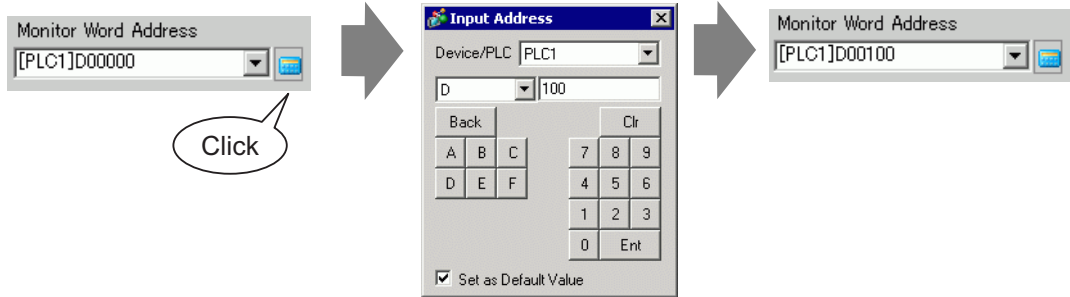 Monitor Word Address
[PLC1]D00000
Click
Input Address
Device/PLC PLC1
D 100
Back Clr
A B C 7 8 9
D E F 4 5 6
1 2 3
0 Ent
Set as Default Value
Monitor Word Address
[PLC1]D00100